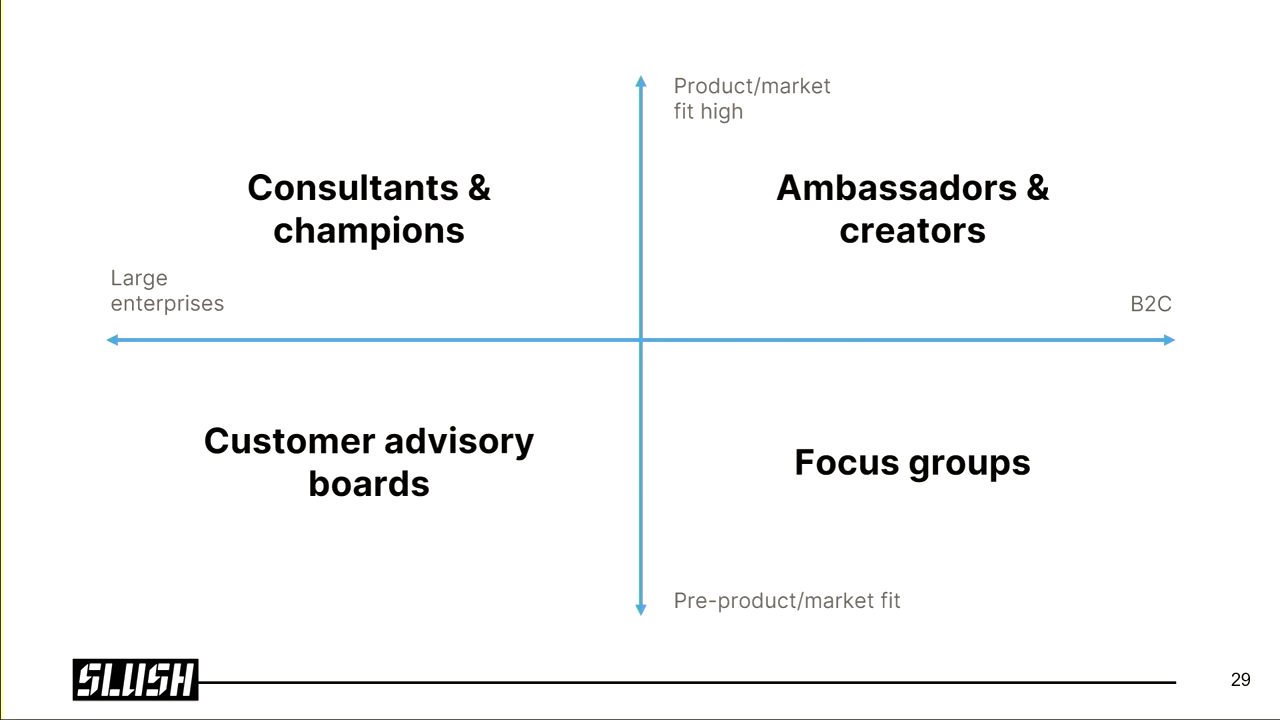 Product/market
fit high
Consultants &
champions
Ambassadors &
creators
Large
enterprises
B2C
Customer advisory
boards
Focus groups
Pre-product/market fit
SLUSH
29